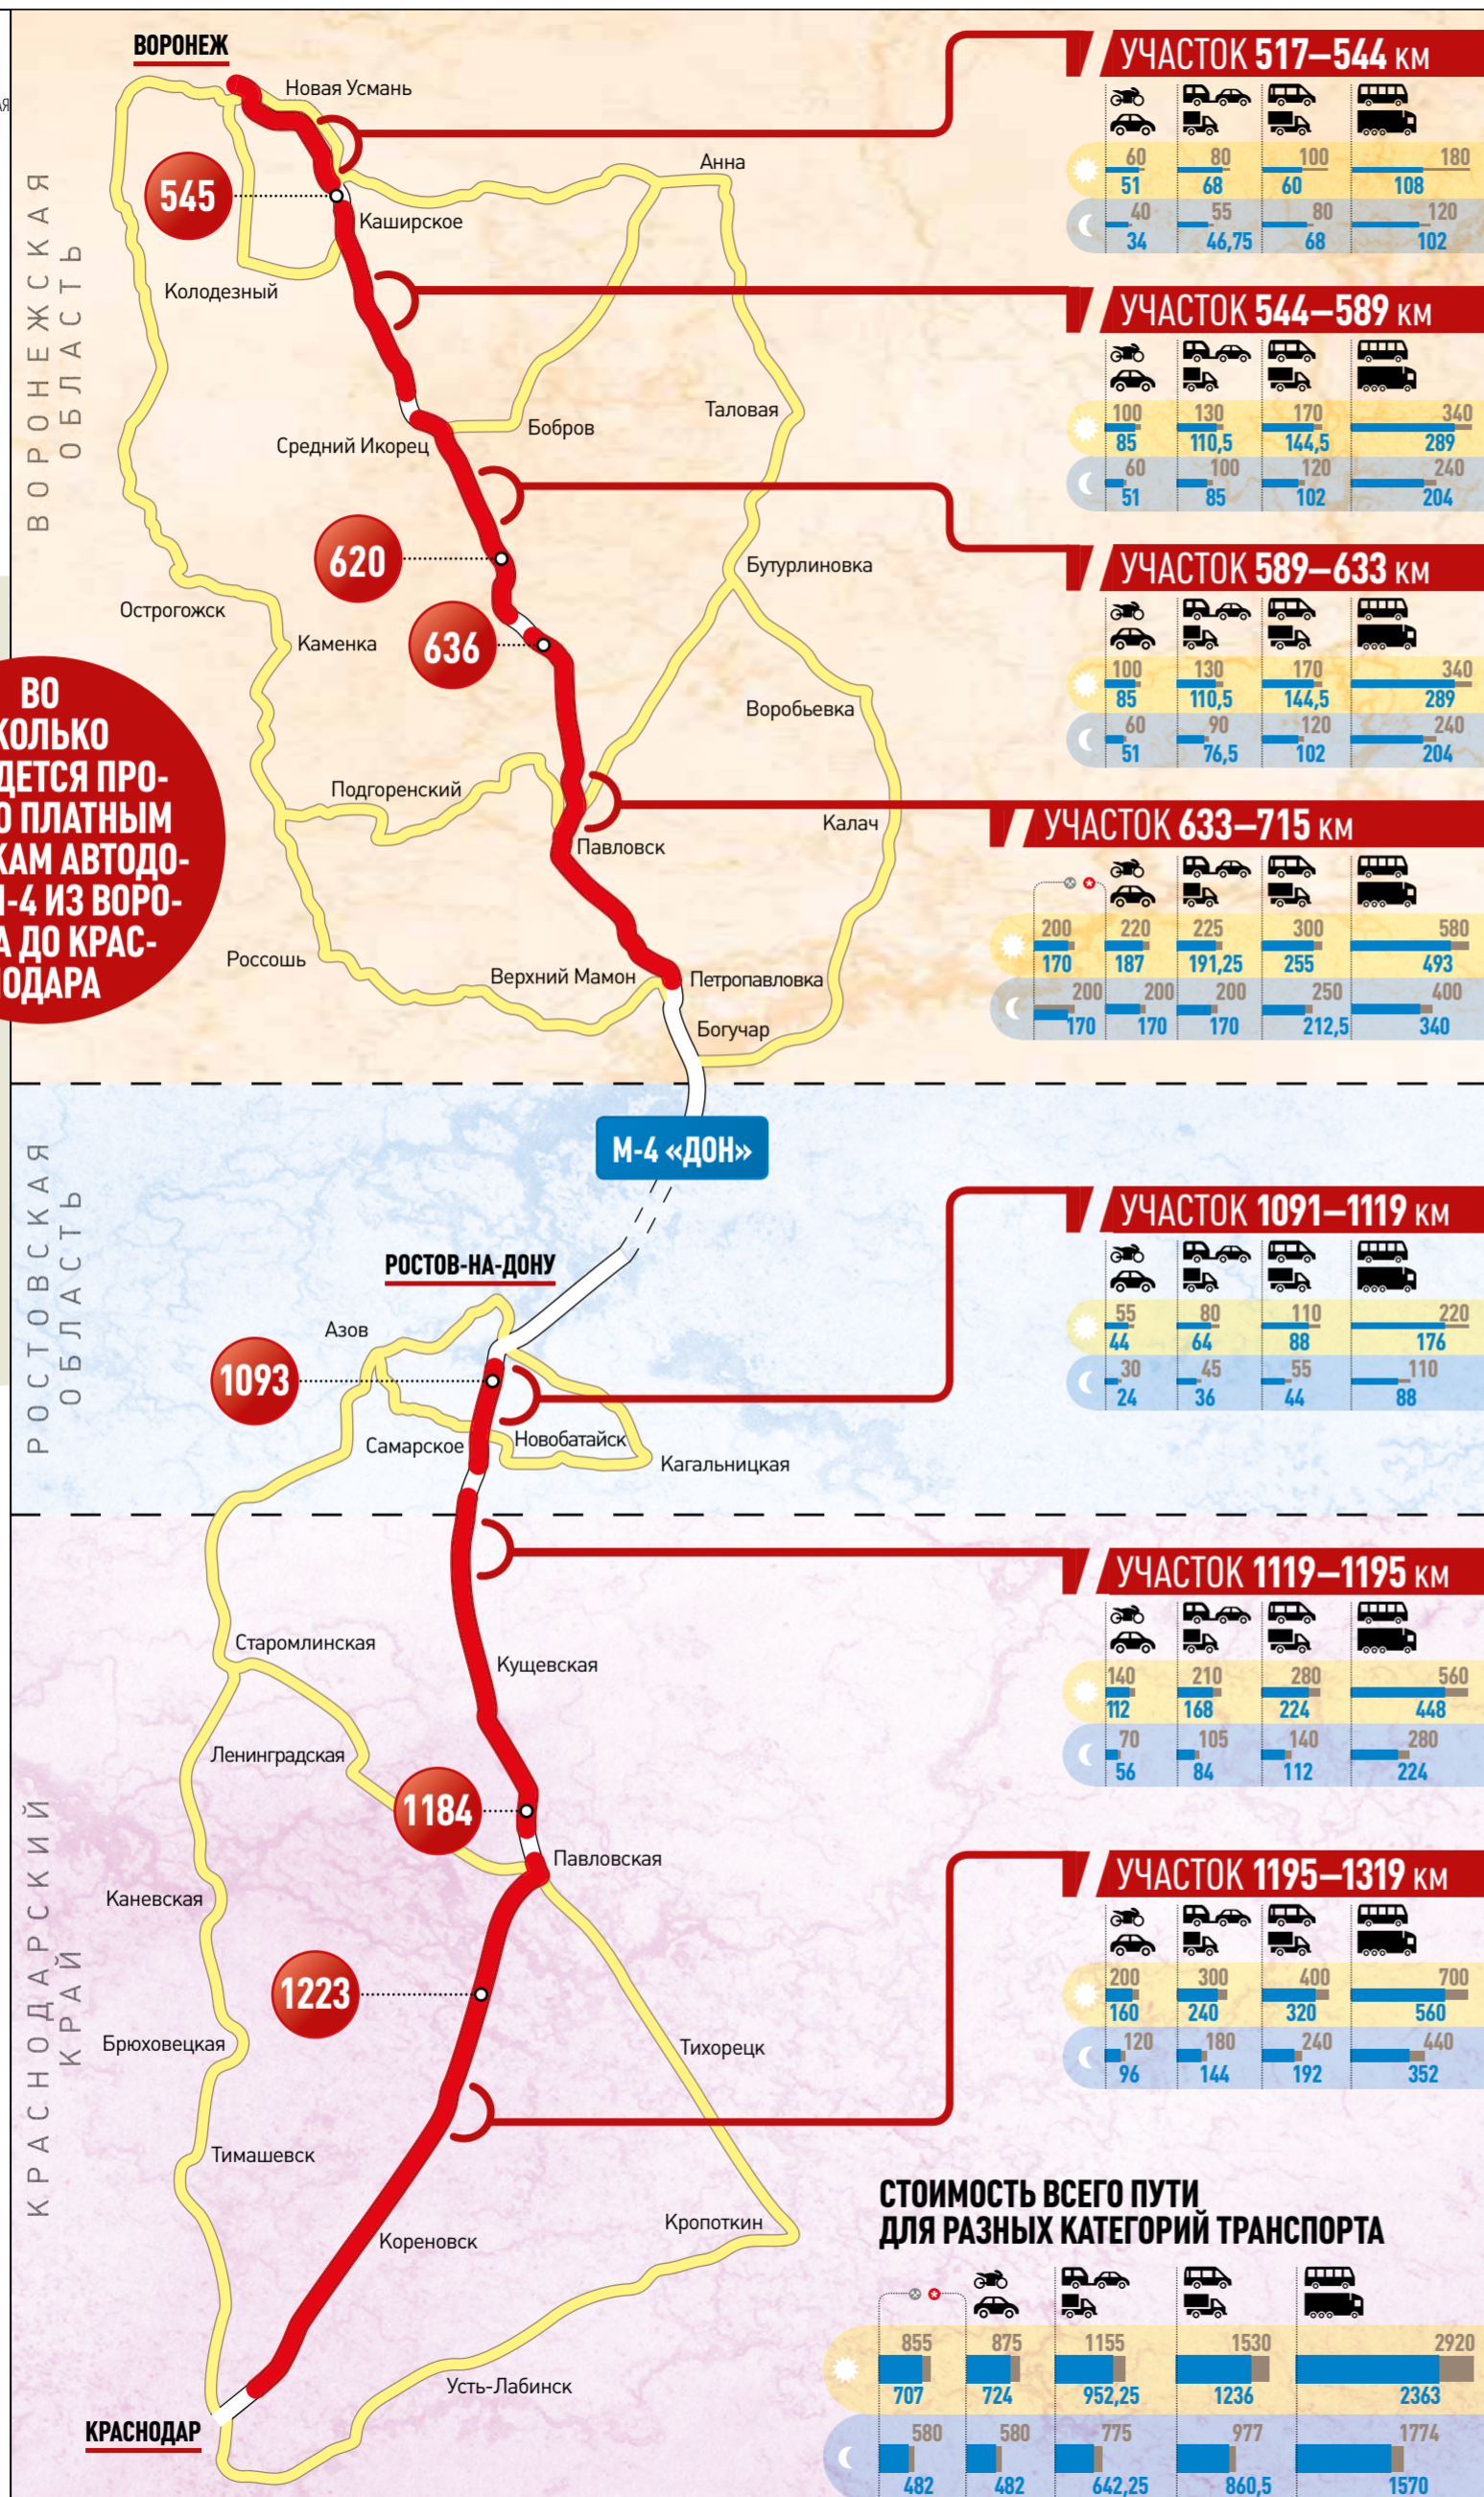 ВОРОНЕЖ
Новая Усмань
Анна
545
Каширское
Колодезный
ВОРОНЕЖСКАЯ
ОБЛАСТЬ
Таловая
Бобров
Средний Икорец
620
Бутурлиновка
Острогожск
Каменка
636
Воробьевка
Подгоренский
Калач
Павловск
Россошь
Верхний Мамон
Петропавловка
Богучар
ВО
КОЛЬКО
ДЕТСЯ ПРО-
О ПЛАТНЫМ
КАМ АВТОДО-
-4 ИЗ ВОРО-
А ДО КРАС-
ОДАРА
УЧАСТОК 517–544 КМ
60 80 100 180
51 68 60 108
40 55 80 120
34 46,75 68 102
УЧАСТОК 544–589 КМ
100 130 170 340
85 110,5 144,5 289
60 100 120 240
51 85 102 204
УЧАСТОК 589–633 КМ
100 130 170 340
85 110,5 144,5 289
60 90 120 240
51 76,5 102 204
УЧАСТОК 633–715 КМ
200 220 225 300 580
170 187 191,25 255 493
200 200 200 250 400
170 170 170 212,5 340
М-4 «ДОН»
РОСТОВСКАЯ
ОБЛАСТЬ
РОСТОВ-НА-ДОНУ
Азов
1093
Самарское
Новобатайск
Кагальницкая
УЧАСТОК 1091–1119 КМ
55 80 110 220
44 64 88 176
30 45 55 110
24 36 44 88
КРАСНОДАРСКИЙ
КРАЙ
Старомлинская
Кущевская
Ленинградская
1184
Павловская
Каневская
1223
Брюховецкая
Тихорецк
Тимашевск
Кропоткин
Кореновск
Усть-Лабинск
КРАСНОДАР
УЧАСТОК 1119–1195 КМ
140 210 280 560
112 168 224 448
70 105 140 280
56 84 112 224
УЧАСТОК 1195–1319 КМ
200 300 400 700
160 240 320 560
120 180 240 440
96 144 192 352
СТОИМОСТЬ ВСЕГО ПУТИ
ДЛЯ РАЗНЫХ КАТЕГОРИЙ ТРАНСПОРТА
855 875 1155 1530 2920
707 724 952,25 1236 2363
580 580 775 977 1774
482 482 642,25 860,5 1570